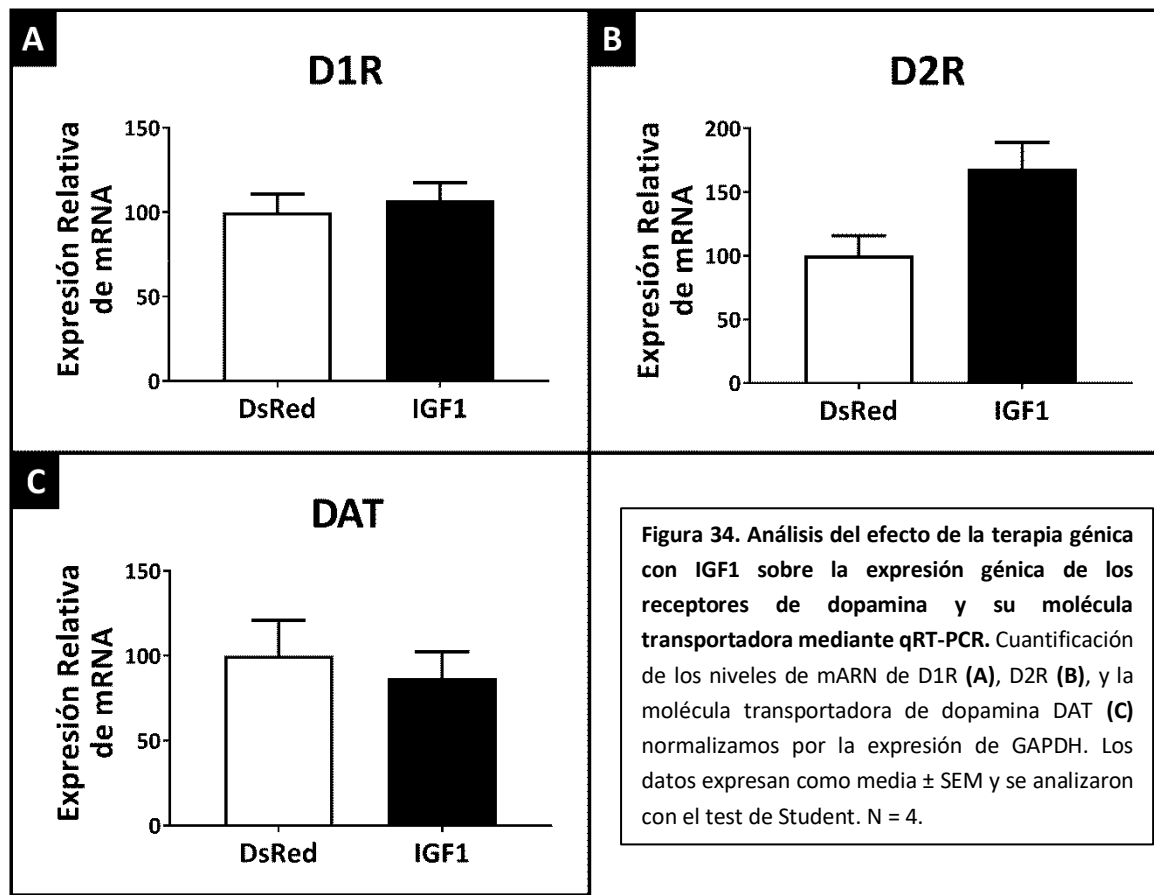 A
D1R
Expresión Relativa
de mRNA
150
100
50
0
DsRed
IGF1
B
D2R
Expresión Relativa
de mRNA
200
150
100
50
0
DsRed
IGF1
C
DAT
Expresión Relativa
de mRNA
150
100
50
0
DsRed
IGF1
Figura 34. Análisis del efecto de la terapia génica
con IGF1 sobre la expresión génica de los
receptores de dopamina y su molécula
transportadora mediante qRT-PCR. Cuantificación
de los niveles de mARN de D1R (A), D2R (B), y la
molécula transportadora de dopamina DAT (C)
normalizamos por la expresión de GAPDH. Los
datos expresan como media ± SEM y se analizaron
con el test de Student. N = 4.